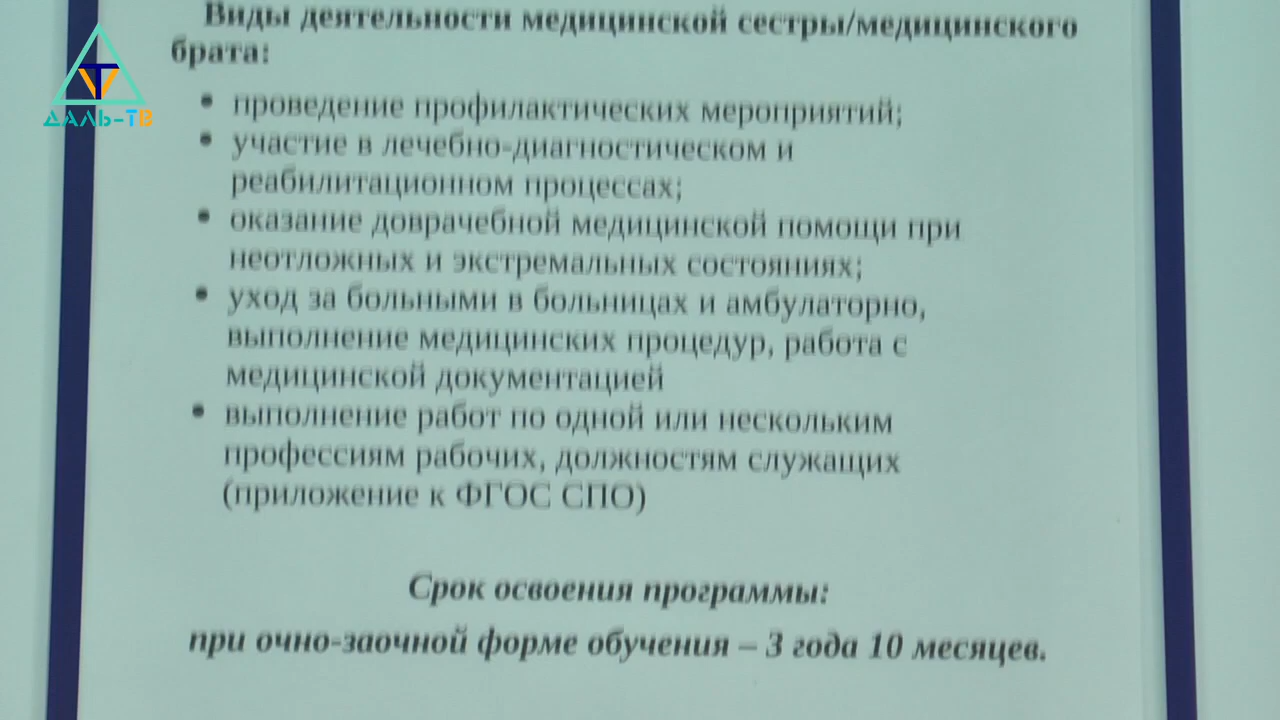 Виды деятельности медицинской сестры/медицинского
брата:
проведение профилактических мероприятий;
участие в лечебно-диагностическом и
реабилитационном процессах;
оказание доврачебной медицинской помощи при
неотложных и экстремальных состояниях;
уход за больными в больницах и амбулаторно,
выполнение медицинских процедур, работа с
медицинской документацией
выполнение работ по одной или нескольким
профессиям рабочих, должностям служащих
(приложение к ФГОС СПО)
Срок освоения программы:
при очно-заочной форме обучения – 3 года 10 месяцев.
ДАЛЬ-ТВ